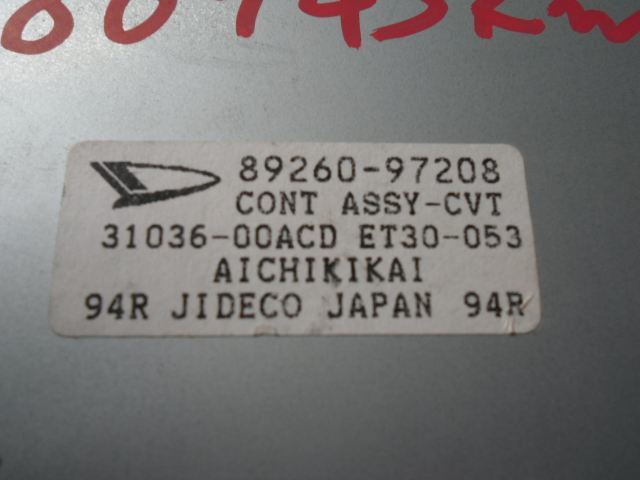 89260-97208
CONT ASSY-CVT
31036-00ACD ET30-053
AICHIKIKAI
94R JIDECO JAPAN 94R